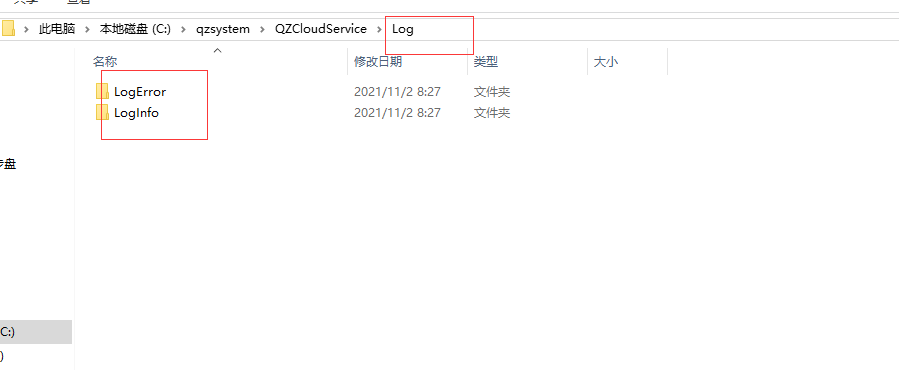 此电脑 > 本地磁盘 (C:) > qzsystem > QZCloudService > Log
名称 修改日期 类型 大小
LogError 2021/11/2 8:27 文件夹
LogInfo 2021/11/2 8:27 文件夹
步盘
C:)
)